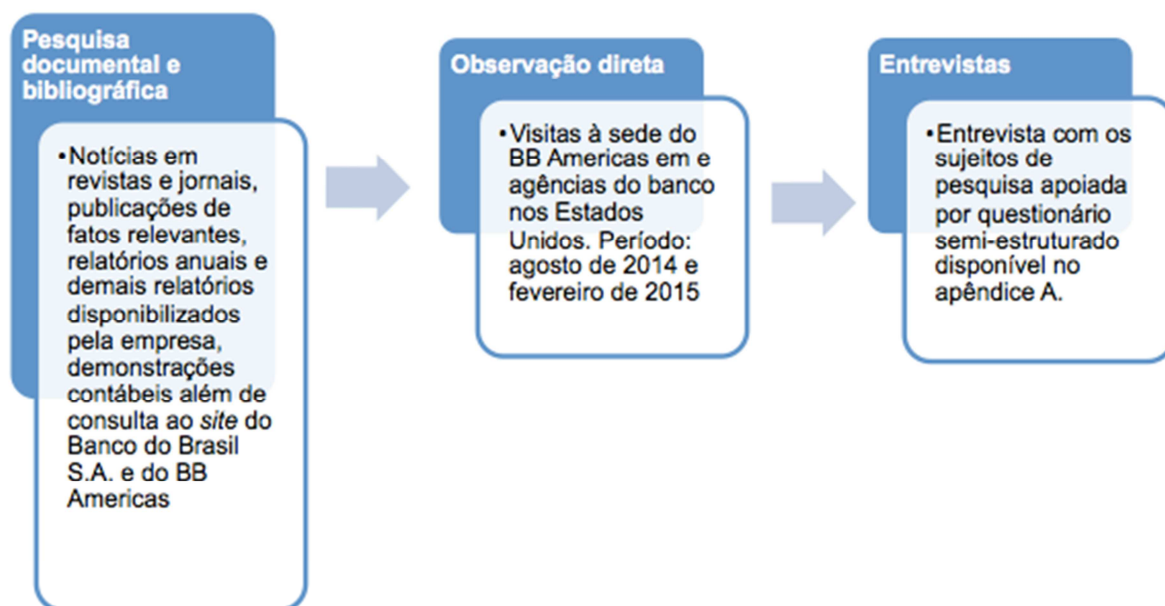 Pesquisa
documental e
bibliográfica
•Notícias em
revistas e jornais,
publicações de
fatos relevantes,
relatórios anuais e
demais relatórios
disponibilizados
pela empresa,
demonstrações
contábeis além de
consulta ao site do
Banco do Brasil
S.A. e do BB
Americas
Observação direta
•Visitas à sede do
BB Americas em e
agências do banco
nos Estados
Unidos. Período:
agosto de 2014 e
fevereiro de 2015
Entrevistas
•Entrevista com os
sujeitos de
pesquisa apoiada
por questionário
semi-estruturado
disponível no
apêndice A.